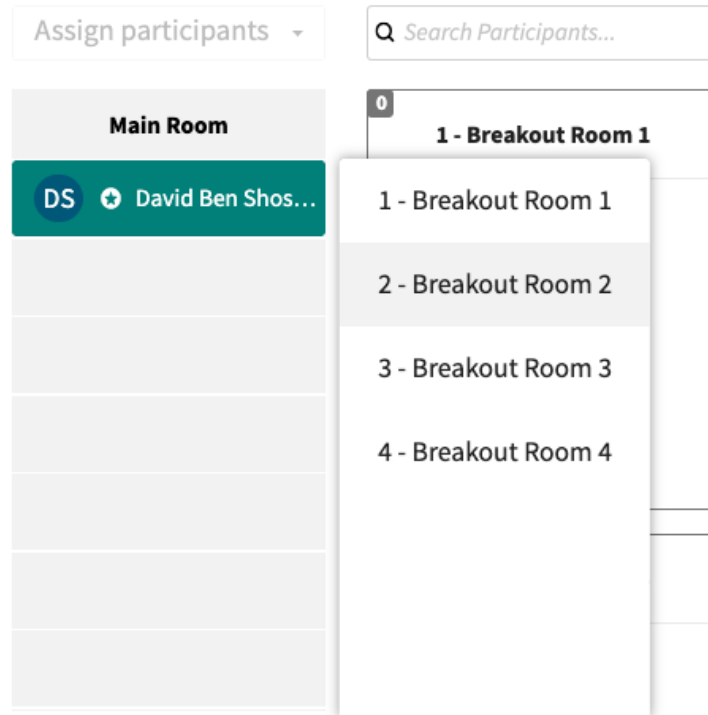 Assign participants
Search Participants...
Main Room
0
1 - Breakout Room 1
DS David Ben Shos...
1 - Breakout Room 1
2 - Breakout Room 2
3 - Breakout Room 3
4 - Breakout Room 4